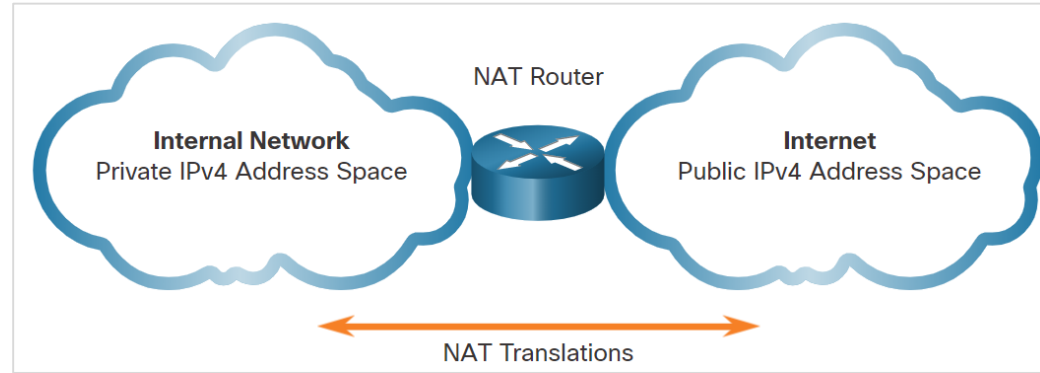 NAT Router
Internal Network
Private IPv4 Address Space
Internet
Public IPv4 Address Space
NAT Translations